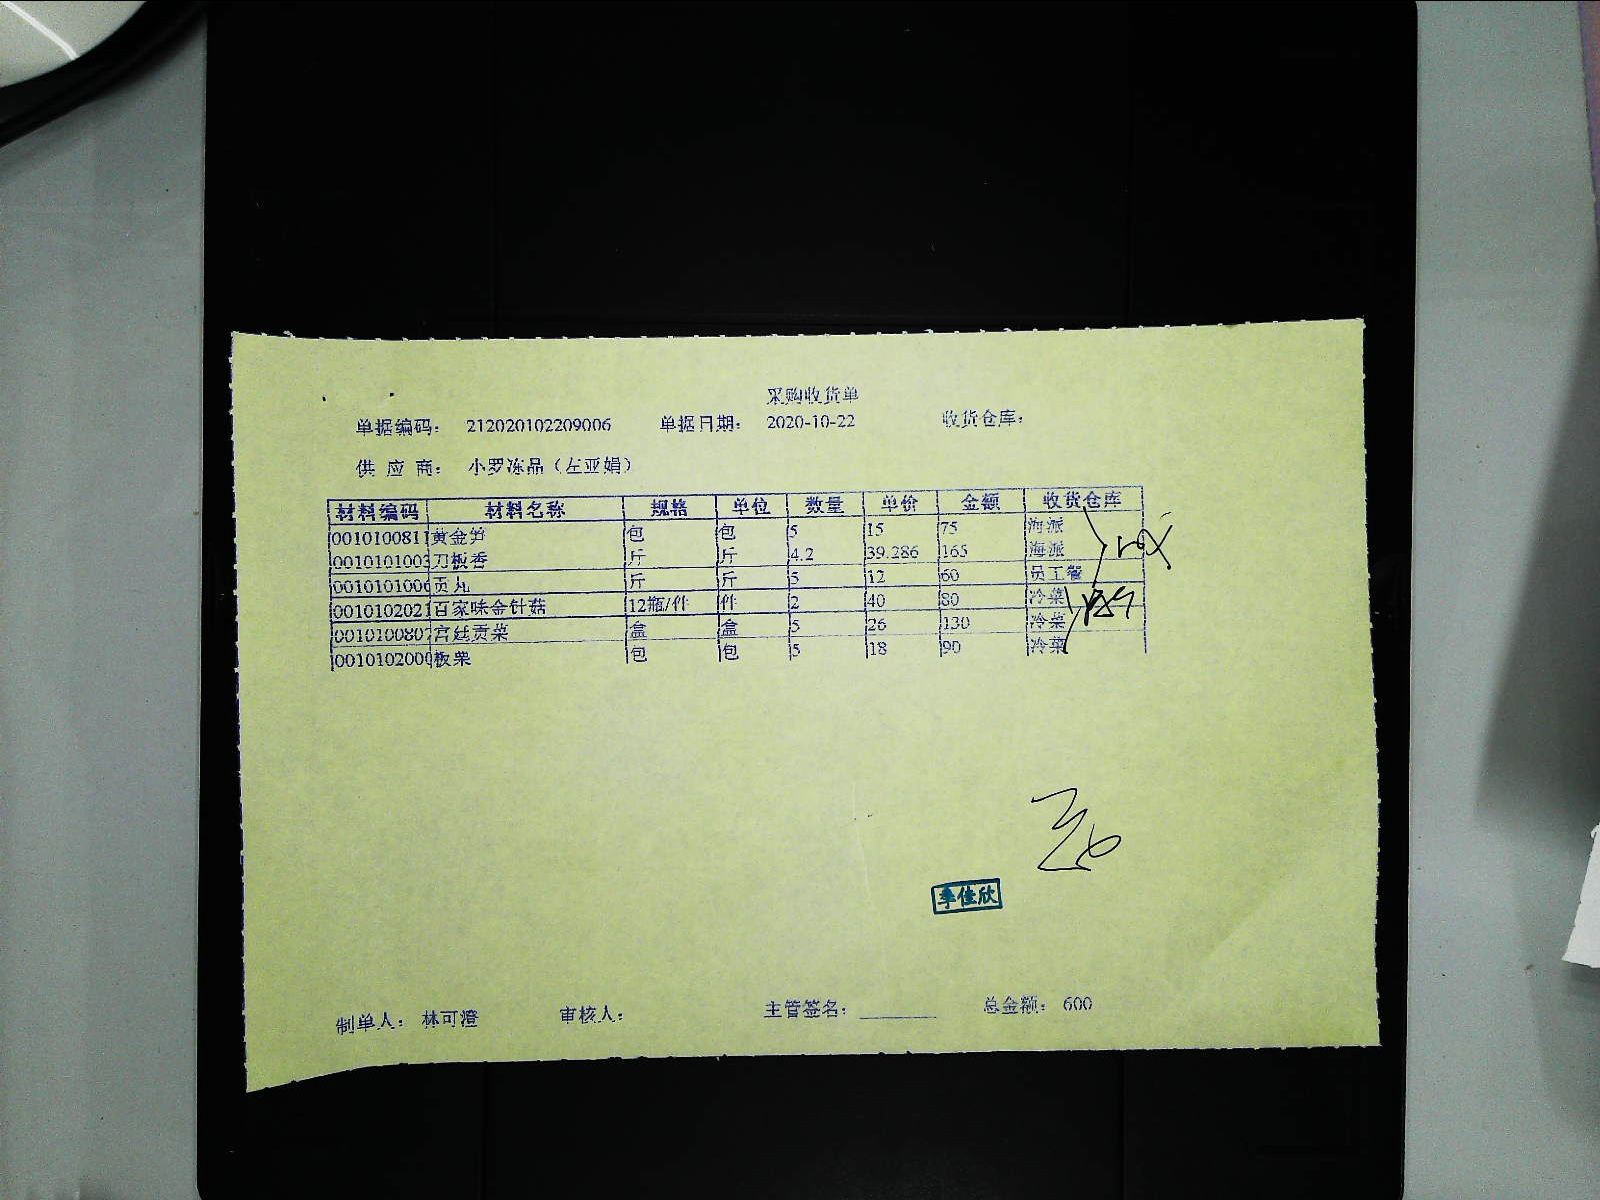 采购收货单
单据编码: 212020102209006 单据日期: 2020-10-22 收货仓库:
供应商: 小罗冻品（左亚娟）
材料编码 材料名称 规格 单位 数量 单价 金额 收货仓库
0010100811 黄金笋 包 包 5 15 75 海派
0010101003 刀板香 斤 斤 4.2 39.286 165 海派
0010101006 贡丸 斤 斤 5 12 60 员工餐
0010102021 百家味金针菇 12瓶/件 件 2 40 80 冷菜
0010100807 宫廷贡菜 盒 盒 5 26 130 冷菜
0010102000 板栗 包 包 5 18 90 冷菜
季佳欣
制单人: 林可澄 审核人: 主管签名: 总金额: 600